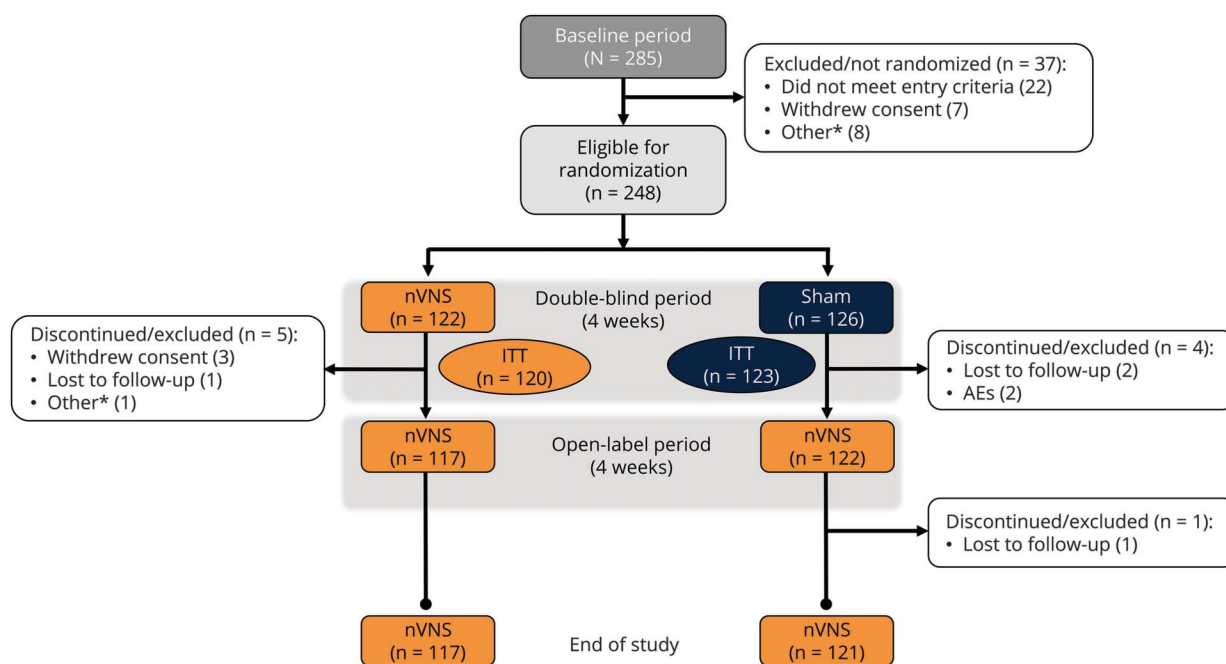 Baseline period
(N = 285)
Excluded/not randomized (n = 37):
• Did not meet entry criteria (22)
• Withdrew consent (7)
• Other* (8)
Eligible for
randomization
(n = 248)
nVNS
(n = 122)
Double-blind period
(4 weeks)
Sham
(n = 126)
ITT
(n = 120)
ITT
(n = 123)
Discontinued/excluded (n = 5):
• Withdrew consent (3)
• Lost to follow-up (1)
• Other* (1)
Discontinued/excluded (n = 4):
• Lost to follow-up (2)
• AEs (2)
nVNS
(n = 117)
Open-label period
(4 weeks)
nVNS
(n = 122)
Discontinued/excluded (n = 1):
• Lost to follow-up (1)
nVNS
(n = 117)
End of study
nVNS
(n = 121)